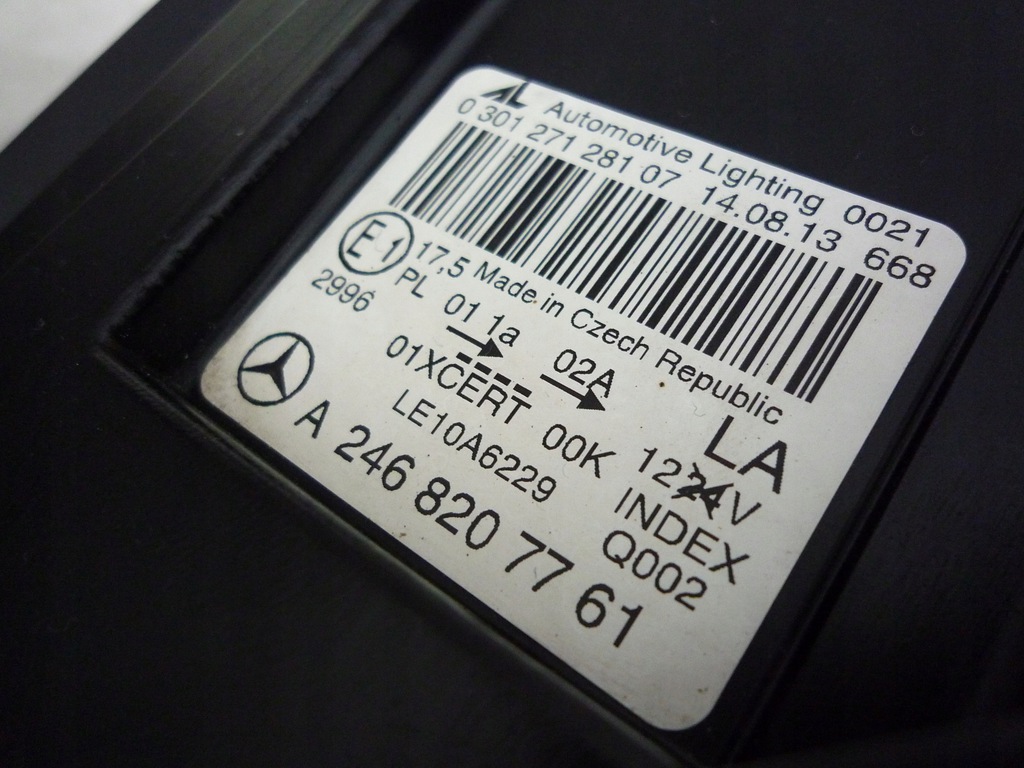 AL Automotive Lighting 0021
0 301 271 281 07 14.08.13 668
E1 17,5 Made in Czech Republic
2996 PL 01 1a 02A LA
01XCERT 00K 1224V
LE10A6229 INDEX
A 246 820 77 61 Q002